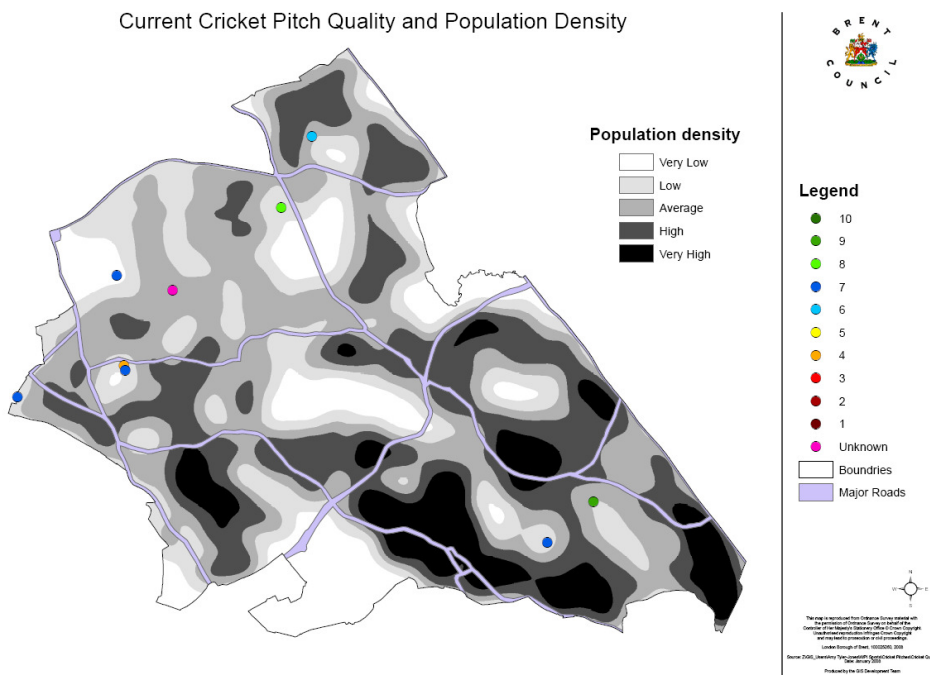 Current Cricket Pitch Quality and Population Density
BRENT
COUNCIL
Population density
Very Low
Low
Average
High
Very High
Legend
10
9
8
7
6
5
4
3
2
1
Unknown
Boundries
Major Roads
N
W E
S
This map is reproduced from Ordnance Survey material with
the permission of Ordnance Survey on behalf of the
Controller of Her Majesty's Stationery Office © Crown Copyright.
Unauthorised reproduction infringes Crown Copyright
and may lead to prosecution or civil proceedings.
London Borough of Brent, 2008
Date: January 2008
Produced by the GIS Development Team